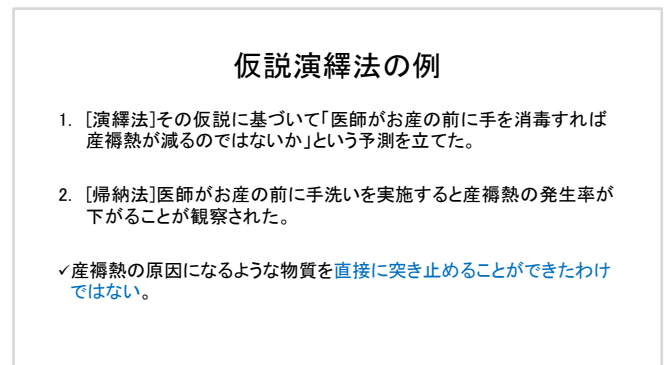 仮説演繹法の例
1. [演繹法]その仮説に基づいて「医師がお産の前に手を消毒すれば
産褥熱が減るのではないか」という予測を立てた。
2. [帰納法]医師がお産の前に手洗いを実施すると産褥熱の発生率が
下がることが観察された。
✓産褥熱の原因になるような物質を直接に突き止めることができたわけ
ではない。